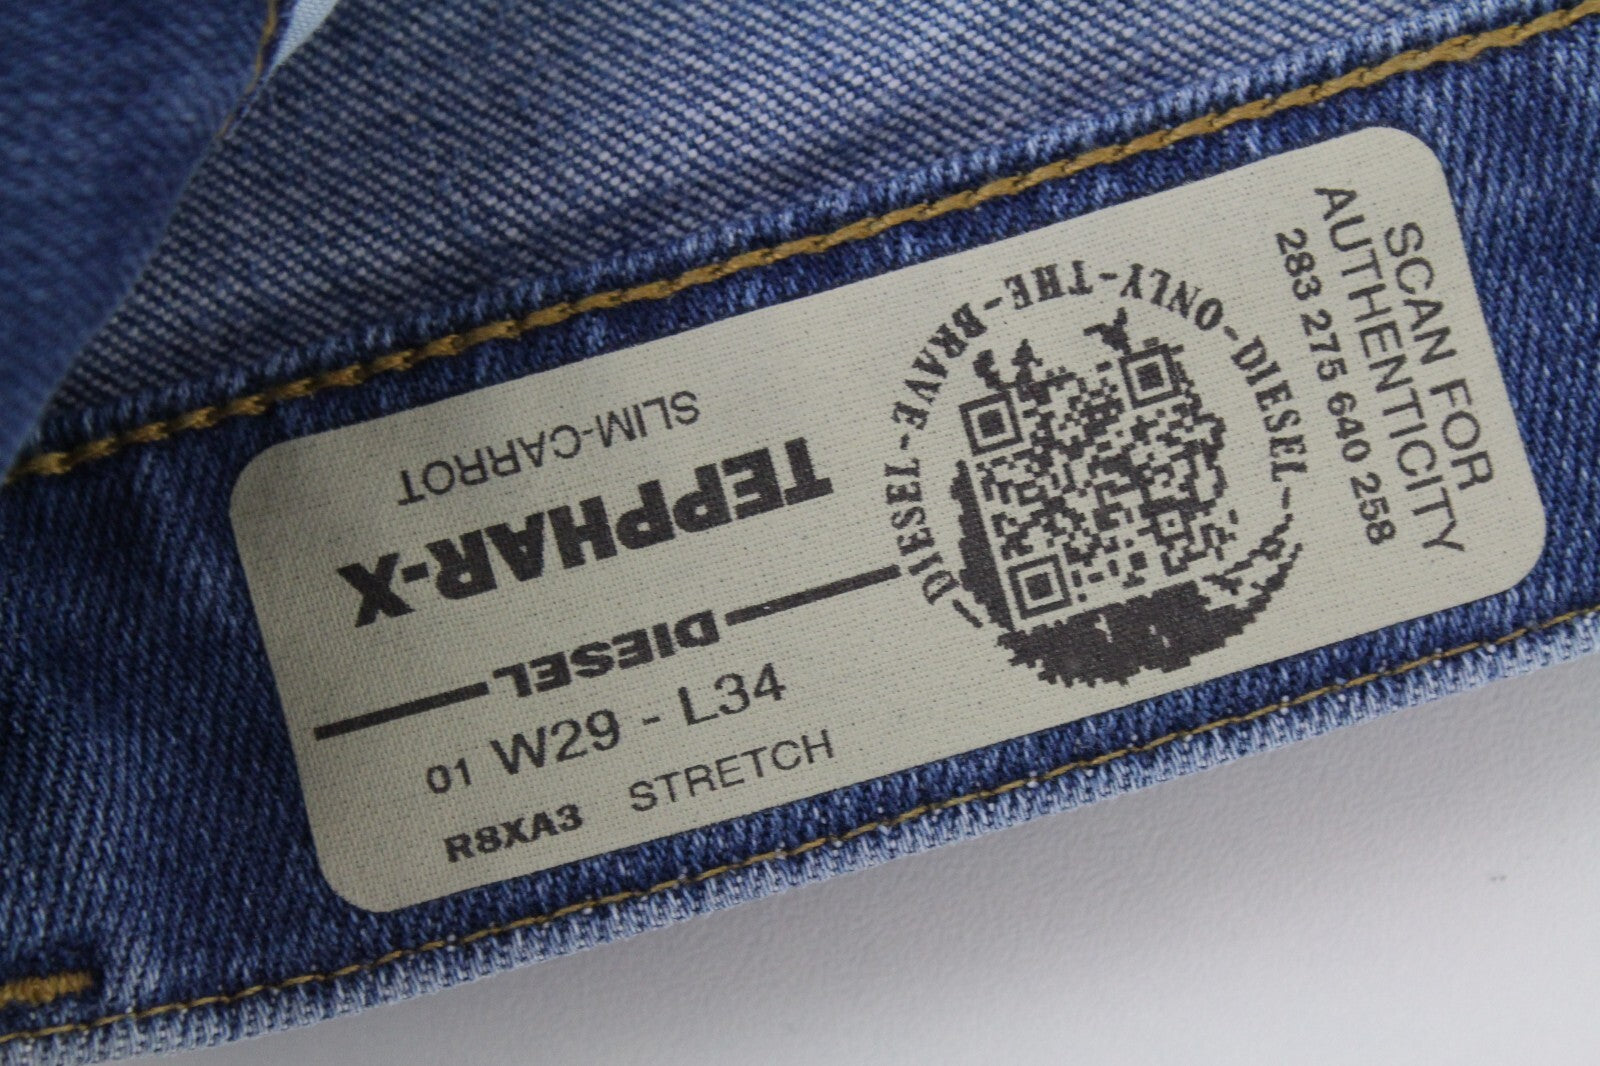 SLIM-CARROT
TEPPHAR-X
DIESEL
01 W29 - L34
R8XA3 STRETCH
DIESEL-BRAVE-THE-ONLY-DIESEL
SCAN FOR
AUTHENTICITY
283 275 640 258